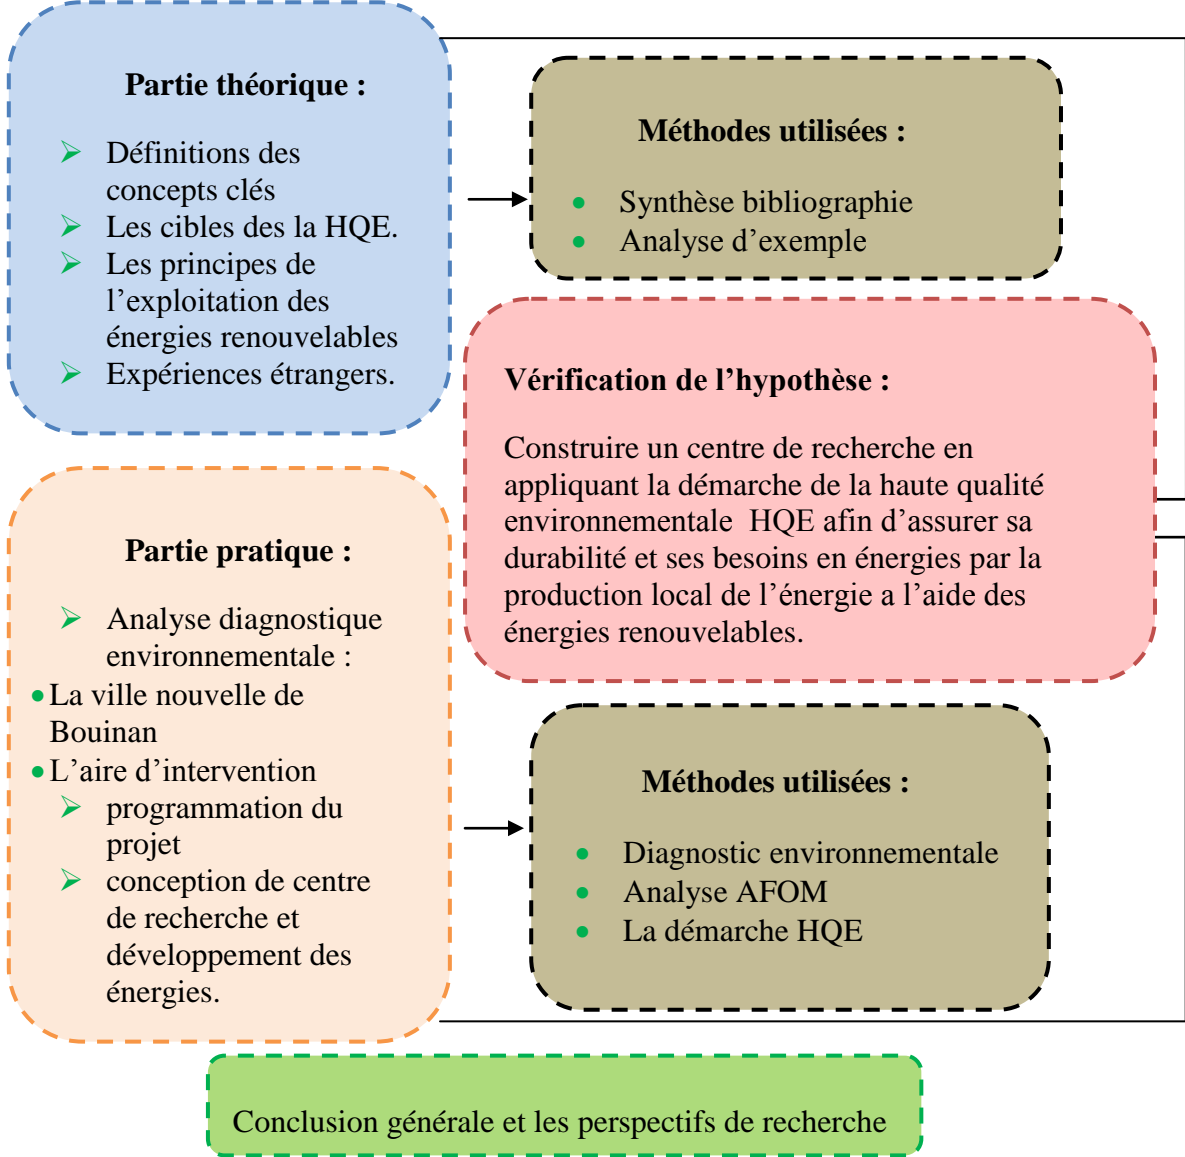 Partie théorique :
Définitions des
concepts clés
Les cibles des la HQE.
Les principes de
l’exploitation des
énergies renouvelables
Expériences étrangers.
Méthodes utilisées :
Synthèse bibliographie
Analyse d’exemple
Vérification de l’hypothèse :
Construire un centre de recherche en
appliquant la démarche de la haute qualité
environnementale  HQE afin d’assurer sa
durabilité et ses besoins en énergies par la
production local de l’énergie a l’aide des
énergies renouvelables.
Partie pratique :
Analyse diagnostique
environnementale :
La ville nouvelle de
Bouinan
L’aire d’intervention
programmation du
projet
conception de centre
de recherche et
développement des
énergies.
Méthodes utilisées :
Diagnostic environnementale
Analyse AFOM
La démarche HQE
Conclusion générale et les perspectifs de recherche